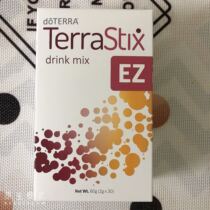 dōTERRA
TerraStix
drink mix
EZ
Net Wt. 60g (2g x 30)